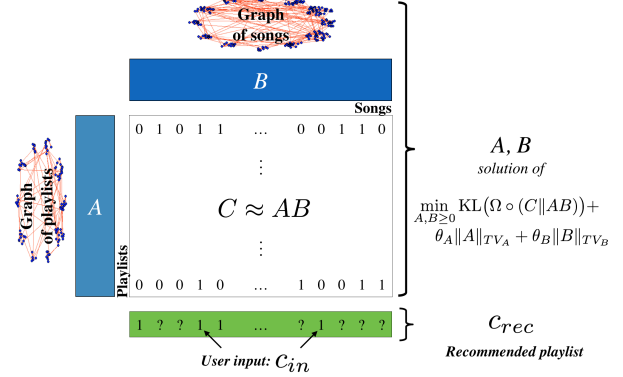 Graph
of songs
B
Songs
0 1 0 1 1 ... 0 0 1 1 0
⋮
Graph
of playlists
A
Playlists
C ≈ AB
⋮
0 0 0 1 1 0 ... 1 0 0 1 1
1 ? ? 1 1 ... ? 1 ? ? ?
User input: c_in
A, B
solution of
min_{A,B≥0} KL(Ω ∘ (C‖AB)) +
θ_A‖A‖_{TV_A} + θ_B‖B‖_{TV_B}
c_rec
Recommended playlist